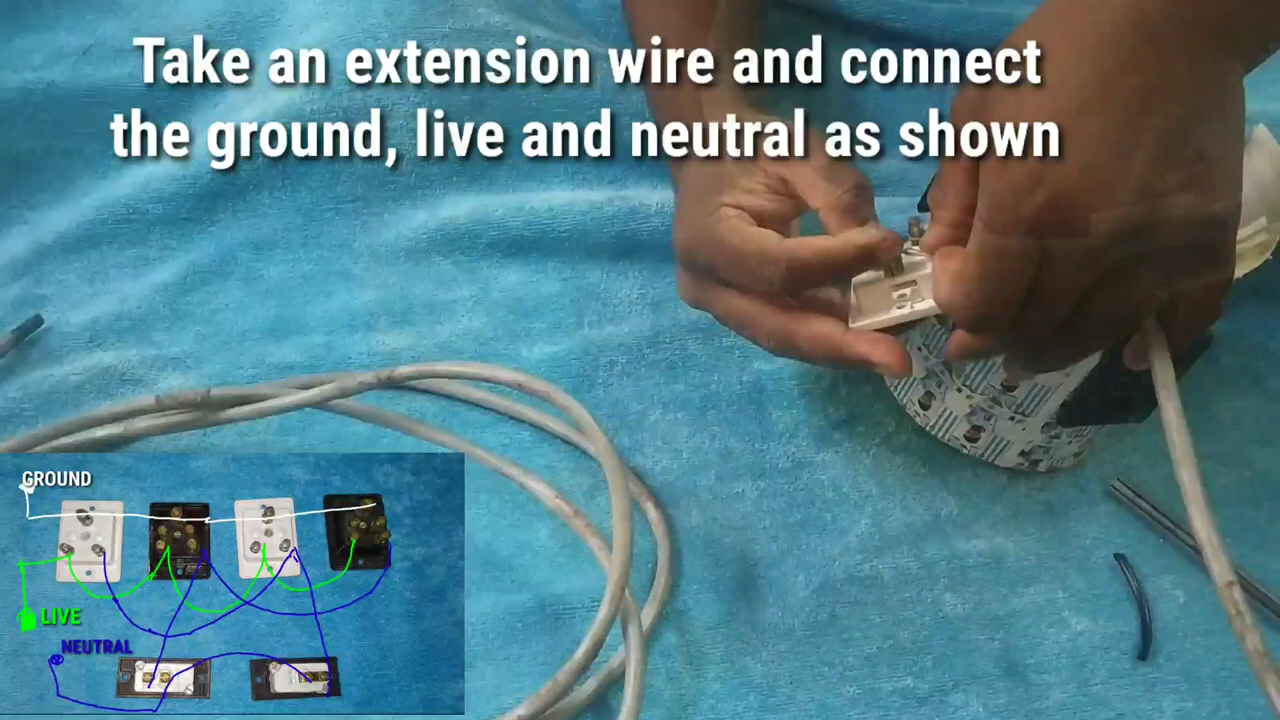 Take an extension wire and connect
the ground, live and neutral as shown
GROUND
LIVE
NEUTRAL